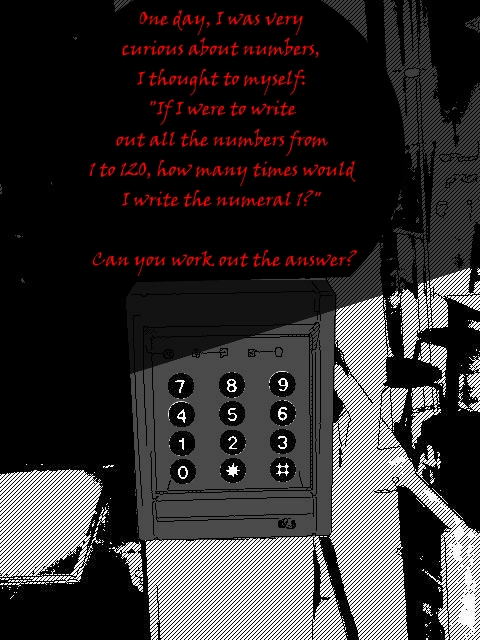 One day, I was very
curious about numbers,
I thought to myself:
"If I were to write
out all the numbers from
1 to 120, how many times would
I write the numeral 1?"
Can you work out the answer?
7 8 9
4 5 6
1 2 3
0 * #